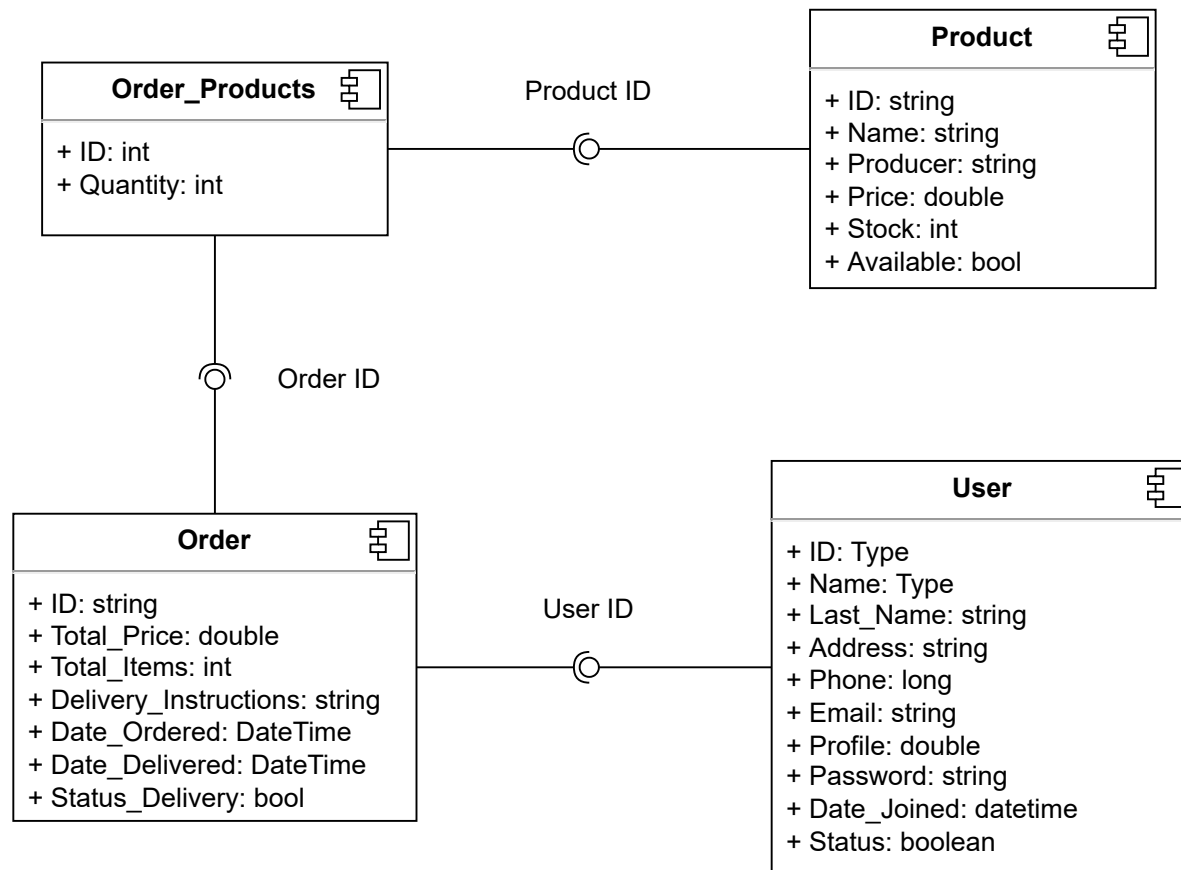 Order_Products
+ ID: int
+ Quantity: int
Product ID
Product
+ ID: string
+ Name: string
+ Producer: string
+ Price: double
+ Stock: int
+ Available: bool
Order ID
Order
+ ID: string
+ Total_Price: double
+ Total_Items: int
+ Delivery_Instructions: string
+ Date_Ordered: DateTime
+ Date_Delivered: DateTime
+ Status_Delivery: bool
User ID
User
+ ID: Type
+ Name: Type
+ Last_Name: string
+ Address: string
+ Phone: long
+ Email: string
+ Profile: double
+ Password: string
+ Date_Joined: datetime
+ Status: boolean